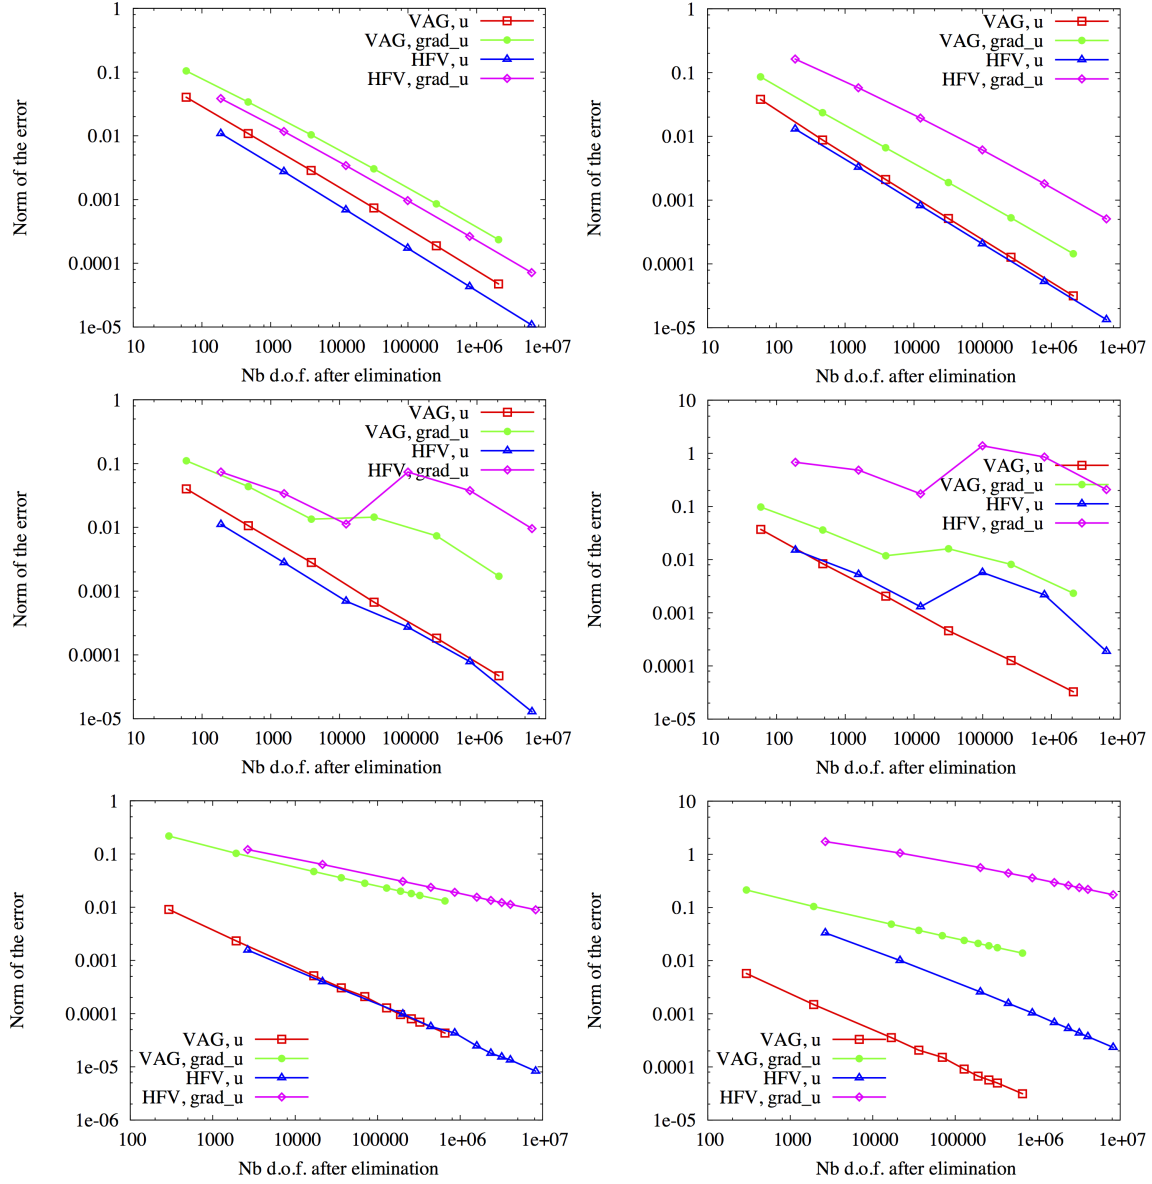 1
0.1
0.01
0.001
0.0001
1e-05
10
100
1000
10000
100000
1e+06
1e+07
Norm of the error
Nb d.o.f. after elimination
VAG, u
VAG, grad_u
HFV, u
HFV, grad_u
1
0.1
0.01
0.001
0.0001
1e-05
10
100
1000
10000
100000
1e+06
1e+07
Norm of the error
Nb d.o.f. after elimination
VAG, u
VAG, grad_u
HFV, u
HFV, grad_u
1
0.1
0.01
0.001
0.0001
1e-05
10
100
1000
10000
100000
1e+06
1e+07
Norm of the error
Nb d.o.f. after elimination
VAG, u
VAG, grad_u
HFV, u
HFV, grad_u
10
1
0.1
0.01
0.001
0.0001
1e-05
10
100
1000
10000
100000
1e+06
1e+07
Norm of the error
Nb d.o.f. after elimination
VAG, u
VAG, grad_u
HFV, u
HFV, grad_u
1
0.1
0.01
0.001
0.0001
1e-05
1e-06
100
1000
10000
100000
1e+06
1e+07
Norm of the error
Nb d.o.f. after elimination
VAG, u
VAG, grad_u
HFV, u
HFV, grad_u
10
1
0.1
0.01
0.001
0.0001
1e-05
100
1000
10000
100000
1e+06
1e+07
Norm of the error
Nb d.o.f. after elimination
VAG, u
VAG, grad_u
HFV, u
HFV, grad_u